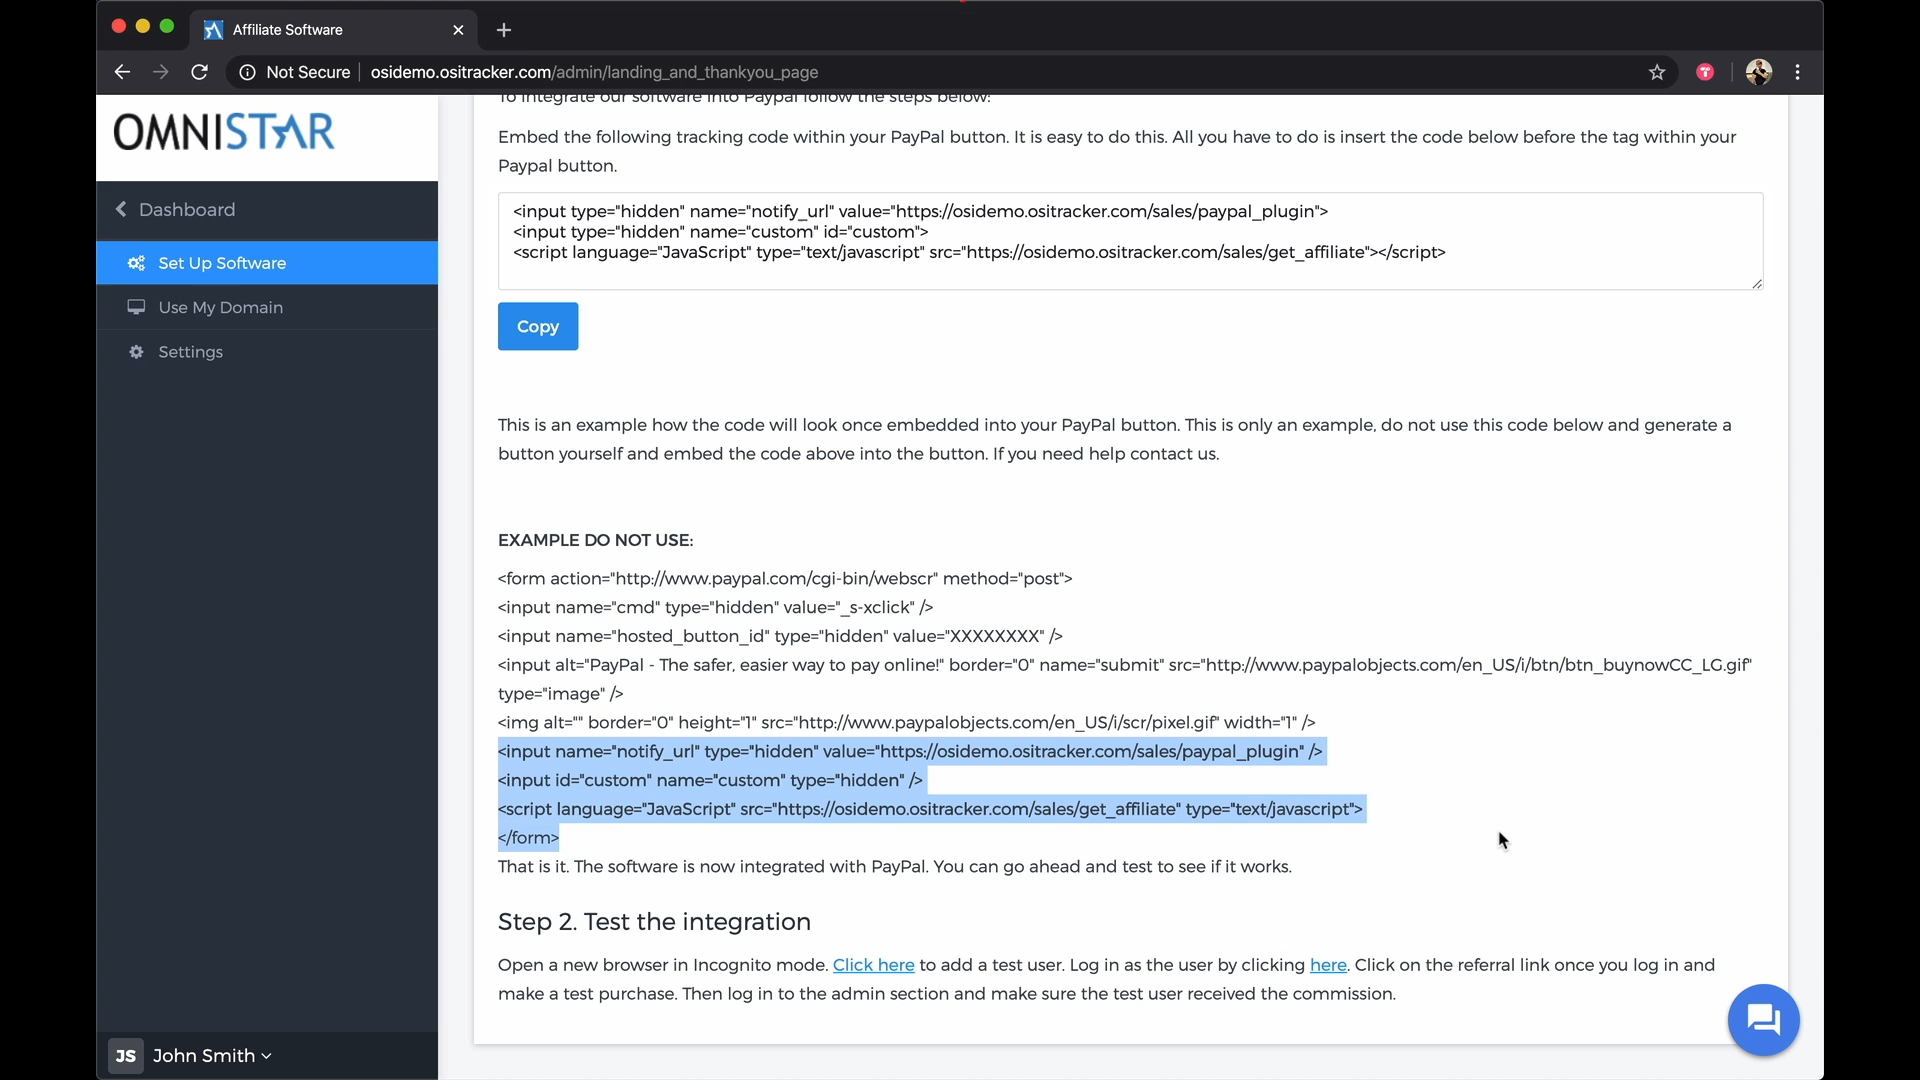 Affiliate Software
Not Secure osidemo.ositracker.com/admin/landing_and_thankyou_page
OMNISTAR
Dashboard
Set Up Software
Use My Domain
Settings
JS John Smith
To integrate our software into Paypal follow the steps below:
Embed the following tracking code within your PayPal button. It is easy to do this. All you have to do is insert the code below before the tag within your
Paypal button.
<input type="hidden" name="notify_url" value="https://osidemo.ositracker.com/sales/paypal_plugin">
<input type="hidden" name="custom" id="custom">
<script language="JavaScript" type="text/javascript" src="https://osidemo.ositracker.com/sales/get_affiliate"></script>
Copy
This is an example how the code will look once embedded into your PayPal button. This is only an example, do not use this code below and generate a
button yourself and embed the code above into the button. If you need help contact us.
EXAMPLE DO NOT USE:
<form action="http://www.paypal.com/cgi-bin/webscr" method="post">
<input name="cmd" type="hidden" value="_s-xclick" />
<input name="hosted_button_id" type="hidden" value="XXXXXXXX" />
<input alt="PayPal - The safer, easier way to pay online!" border="0" name="submit" src="http://www.paypalobjects.com/en_US/i/btn/btn_buynowCC_LG.gif"
type="image" />
<img alt="" border="0" height="1" src="http://www.paypalobjects.com/en_US/i/scr/pixel.gif" width="1" />
<input name="notify_url" type="hidden" value="https://osidemo.ositracker.com/sales/paypal_plugin" />
<input id="custom" name="custom" type="hidden" />
<script language="JavaScript" src="https://osidemo.ositracker.com/sales/get_affiliate" type="text/javascript">
</form>
That is it. The software is now integrated with PayPal. You can go ahead and test to see if it works.
Step 2. Test the integration
Open a new browser in Incognito mode. Click here to add a test user. Log in as the user by clicking here. Click on the referral link once you log in and
make a test purchase. Then log in to the admin section and make sure the test user received the commission.